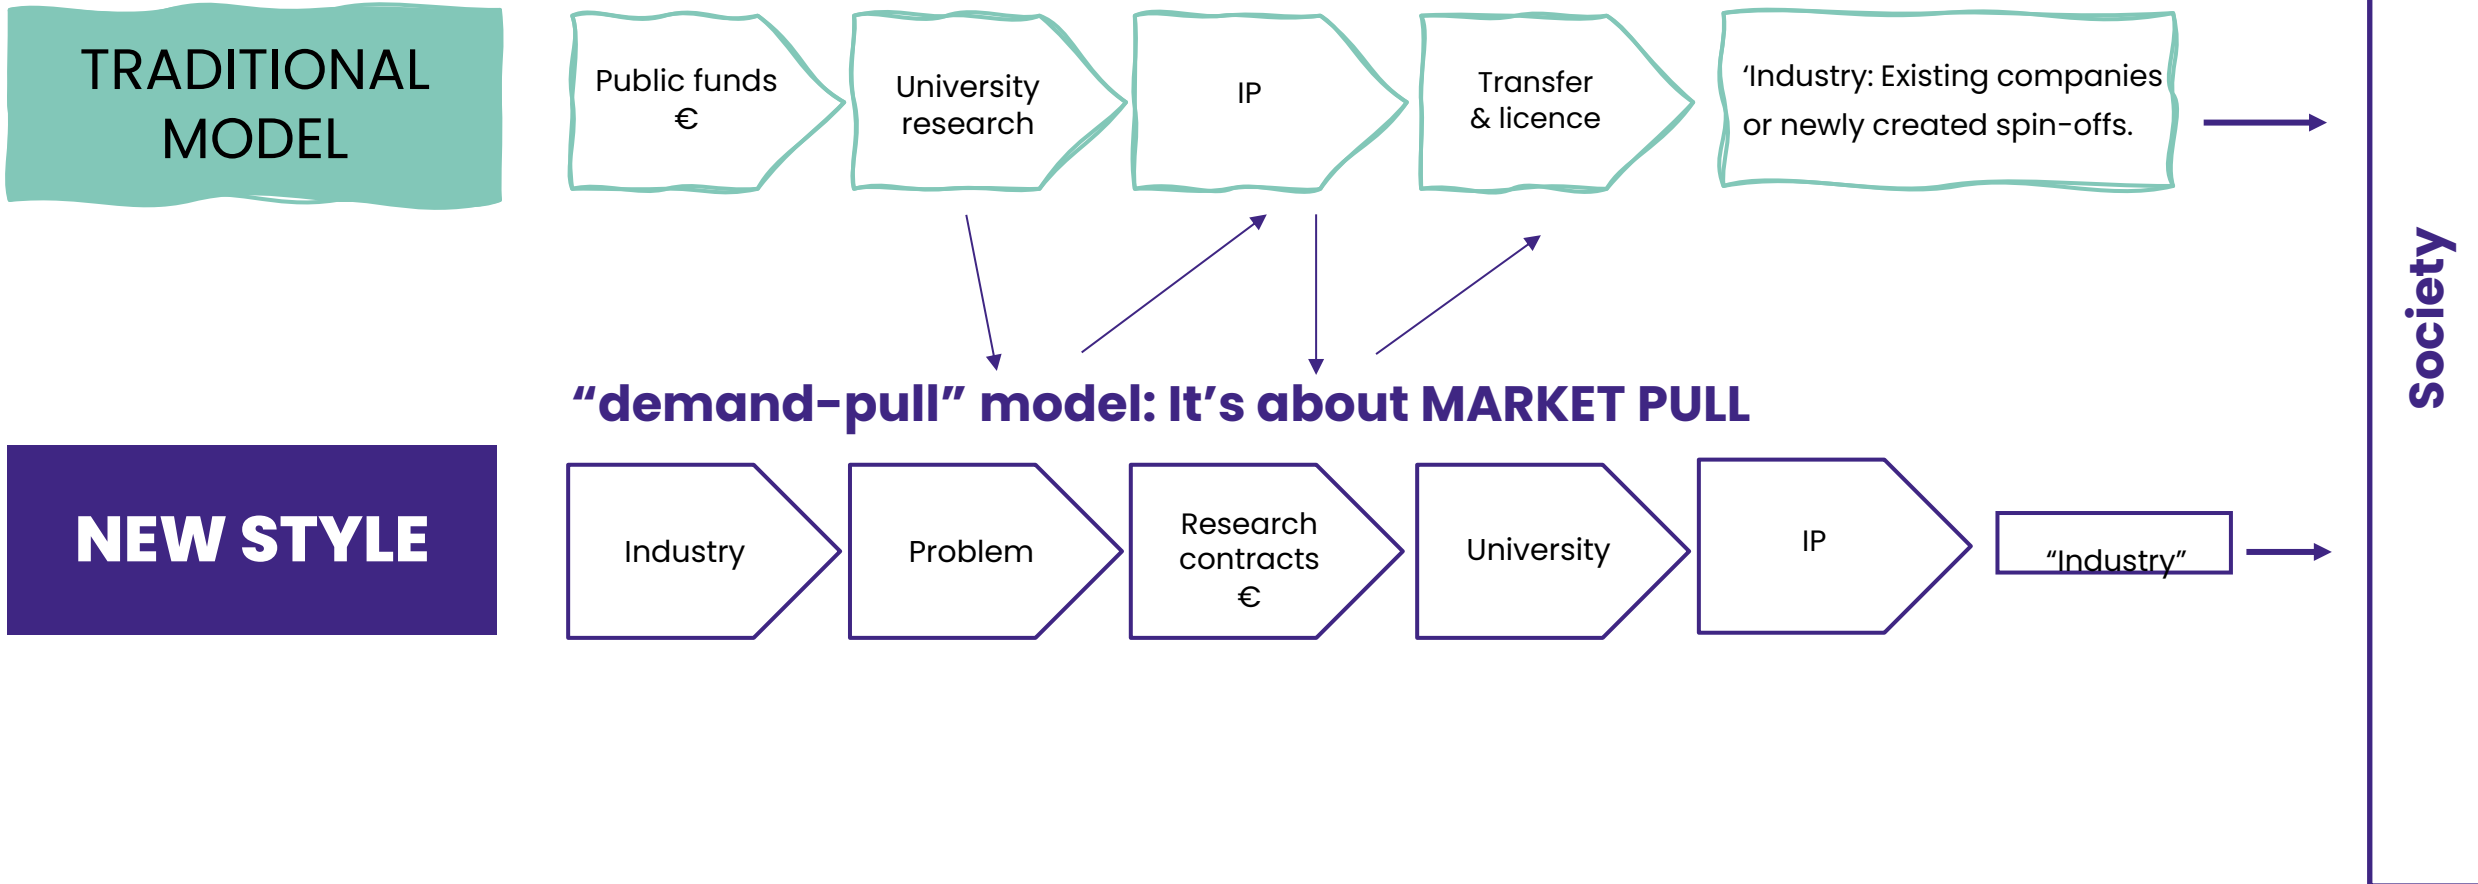 TRADITIONAL
MODEL
Public funds
€
University
research
IP
Transfer
& licence
‘Industry: Existing companies
or newly created spin-offs.
Society
“demand-pull” model: It’s about MARKET PULL
NEW STYLE
Industry
Problem
Research
contracts
€
University
IP
“Industry”